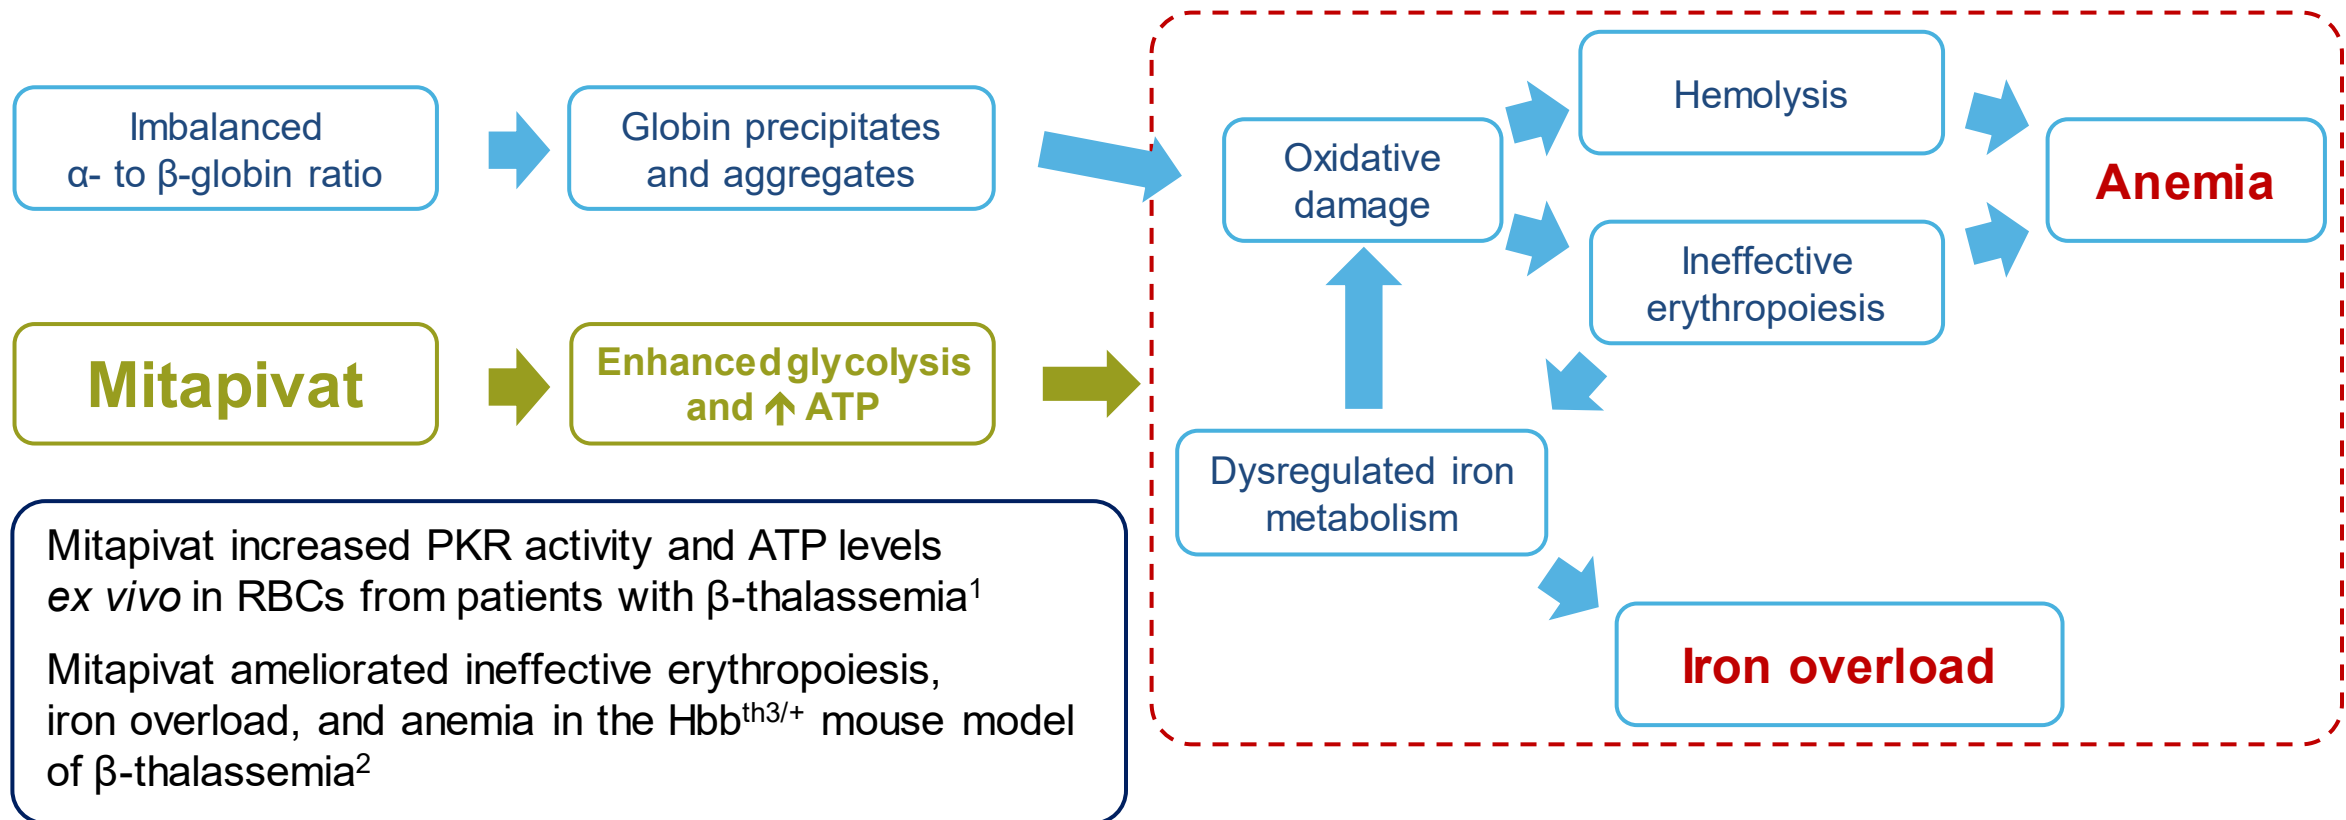 Imbalanced
α- to β-globin ratio
Globin precipitates
and aggregates
Oxidative
damage
Hemolysis
Ineffective
erythropoiesis
Anemia
Mitapivat
Enhanced glycolysis
and ↑ ATP
Dysregulated iron
metabolism
Iron overload
Mitapivat increased PKR activity and ATP levels
ex vivo in RBCs from patients with β-thalassemia¹
Mitapivat ameliorated ineffective erythropoiesis,
iron overload, and anemia in the Hbbth3/+ mouse model
of β-thalassemia²